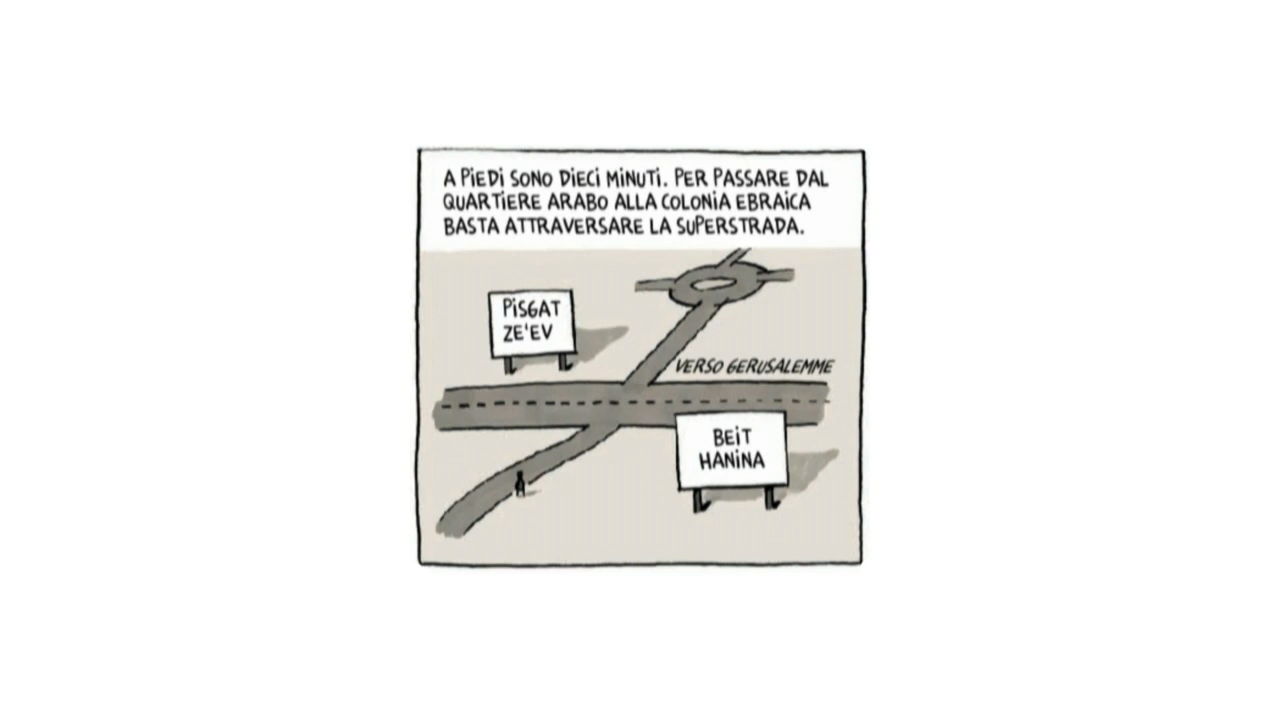 A PIEDI SONO DIECI MINUTI. PER PASSARE DAL
QUARTIERE ARABO ALLA COLONIA EBRAICA
BASTA ATTRAVERSARE LA SUPERSTRADA.
PISGAT
ZE'EV
VERSO GERUSALEMME
BEIT
HANINA